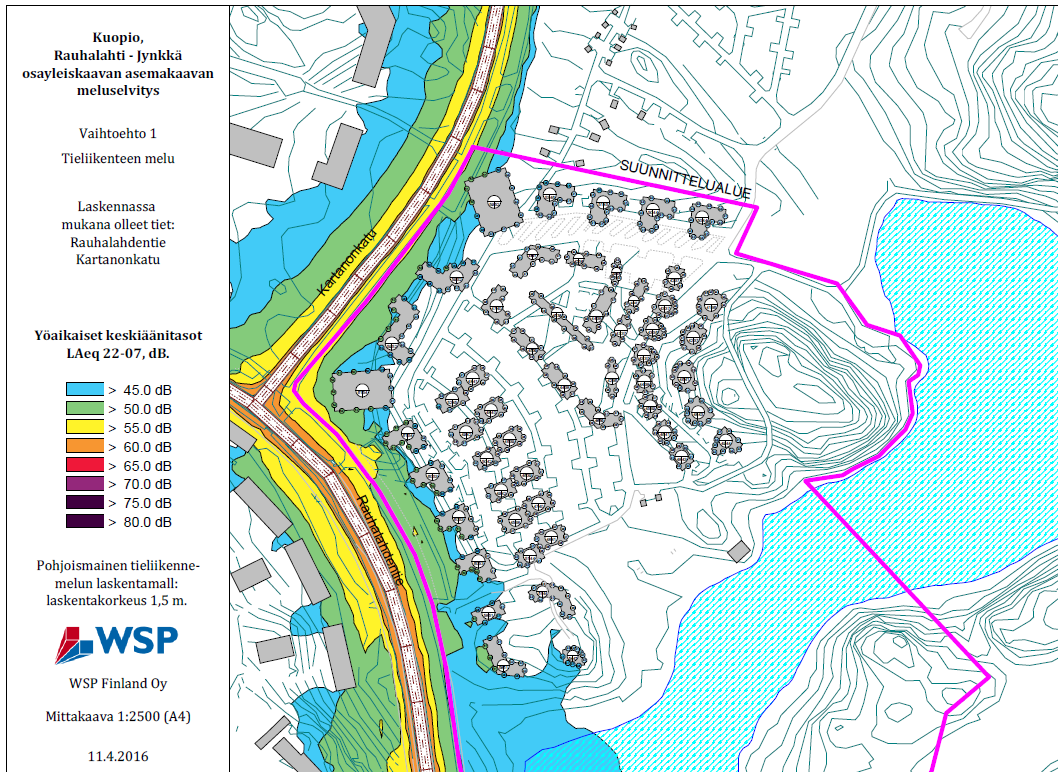 Kuopio,
Rauhalahti - Jynkkä
osayleiskaavan asemakaavan
meluselvitys
Vaihtoehto 1
Tieliikenteen melu
Laskennassa
mukana olleet tiet:
Rauhalahdentie
Kartanonkatu
Yöaikaiset keskiäänitasot
LAeq 22-07, dB.
> 45.0 dB
> 50.0 dB
> 55.0 dB
> 60.0 dB
> 65.0 dB
> 70.0 dB
> 75.0 dB
> 80.0 dB
Pohjoismainen tieliikenne-
melun laskentamall:
laskentakorkeus 1,5 m.
WSP
WSP Finland Oy
Mittakaava 1:2500 (A4)
11.4.2016
SUUNNITTELUALUE
Kartanonkatu
Rauhalahdentie